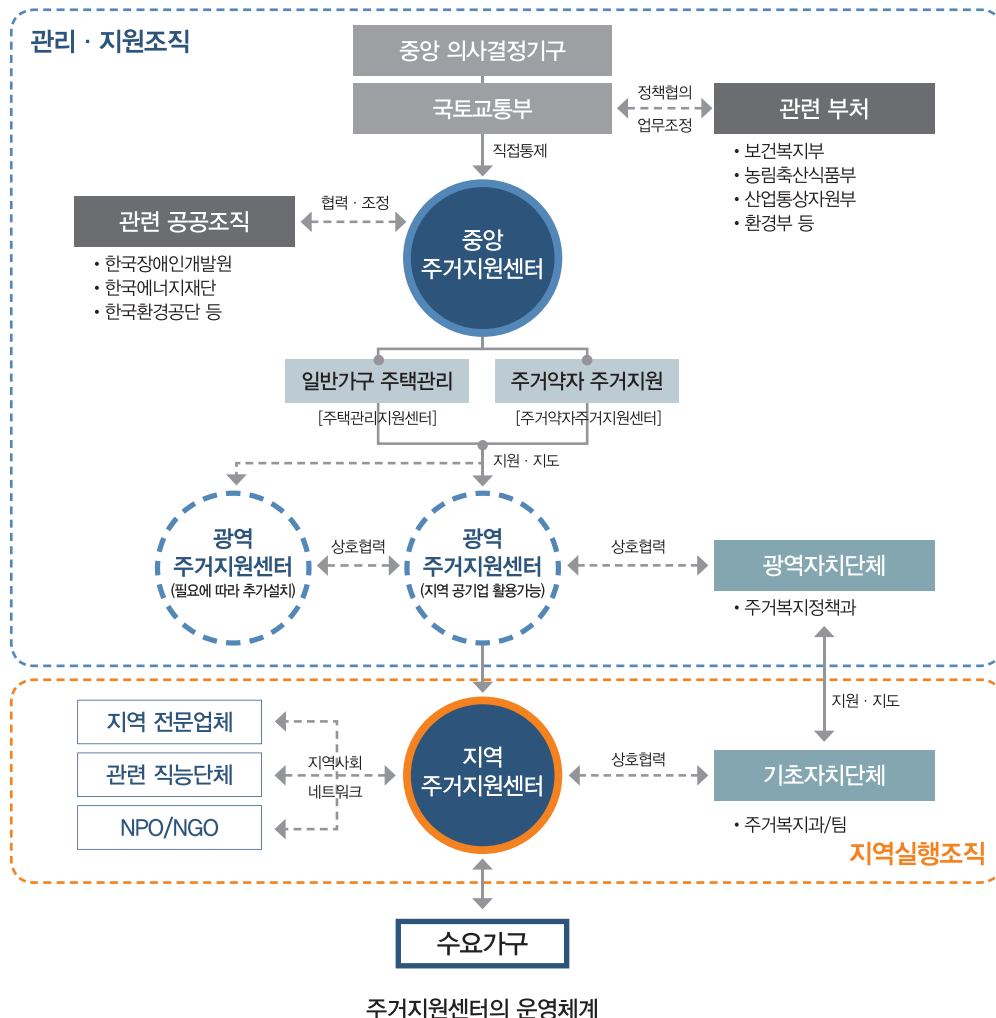 관리 · 지원조직
중앙 의사결정기구
국토교통부
정책협의
업무조정
관련 부처
• 보건복지부
• 농림축산식품부
• 산업통상자원부
• 환경부 등
직접통제
관련 공공조직
• 한국장애인개발원
• 한국에너지재단
• 한국환경공단 등
협력 · 조정
중앙
주거지원센터
일반가구 주택관리
[주택관리지원센터]
주거약자 주거지원
[주거약자주거지원센터]
지원 · 지도
광역
주거지원센터
(필요에 따라 추가설치)
상호협력
광역
주거지원센터
(지역 공기업 활용가능)
상호협력
광역자치단체
• 주거복지정책과
지원 · 지도
지역 전문업체
관련 직능단체
NPO/NGO
지역사회
네트워크
지역
주거지원센터
상호협력
기초자치단체
• 주거복지과/팀
지역실행조직
수요가구
주거지원센터의 운영체계